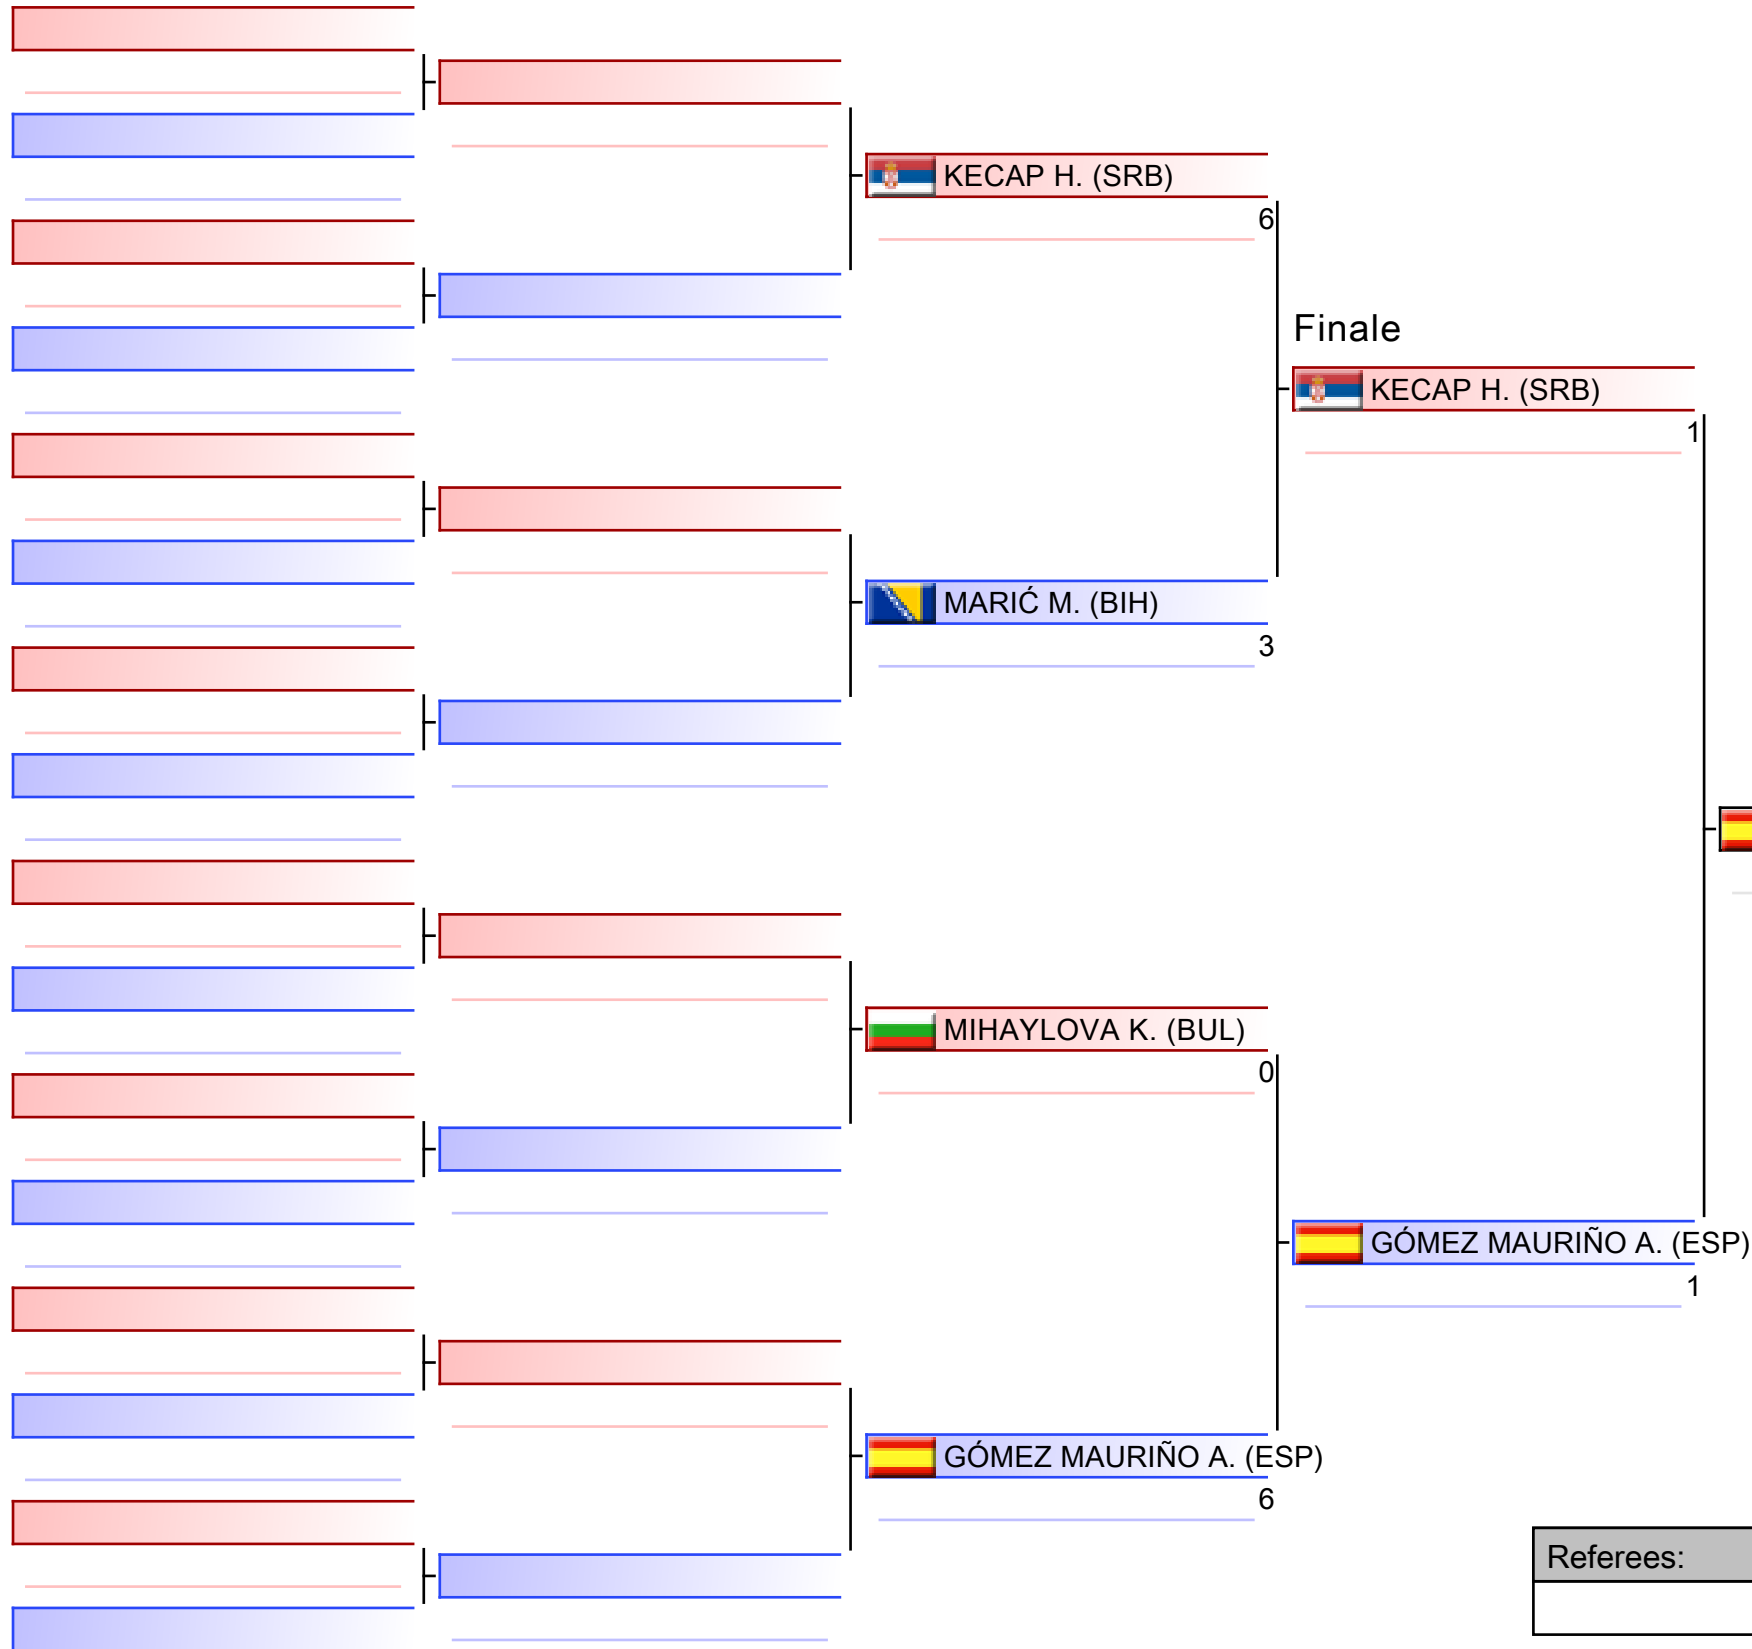 KECAP H. (SRB)
6
Finale
KECAP H. (SRB)
1
MARIĆ M. (BIH)
3
MIHAYLOVA K. (BUL)
0
GÓMEZ MAURIÑO A. (ESP)
1
GÓMEZ MAURIÑO A. (ESP)
6
Referees: